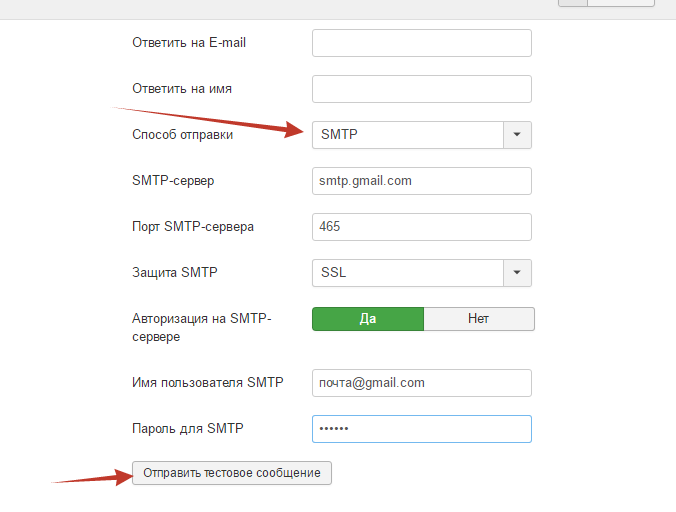 Ответить на E-mail
Ответить на имя
Способ отправки
SMTP
SMTP-сервер
smtp.gmail.com
Порт SMTP-сервера
465
Защита SMTP
SSL
Авторизация на SMTP-
сервере
Да
Нет
Имя пользователя SMTP
почта@gmail.com
Пароль для SMTP
••••••
Отправить тестовое сообщение